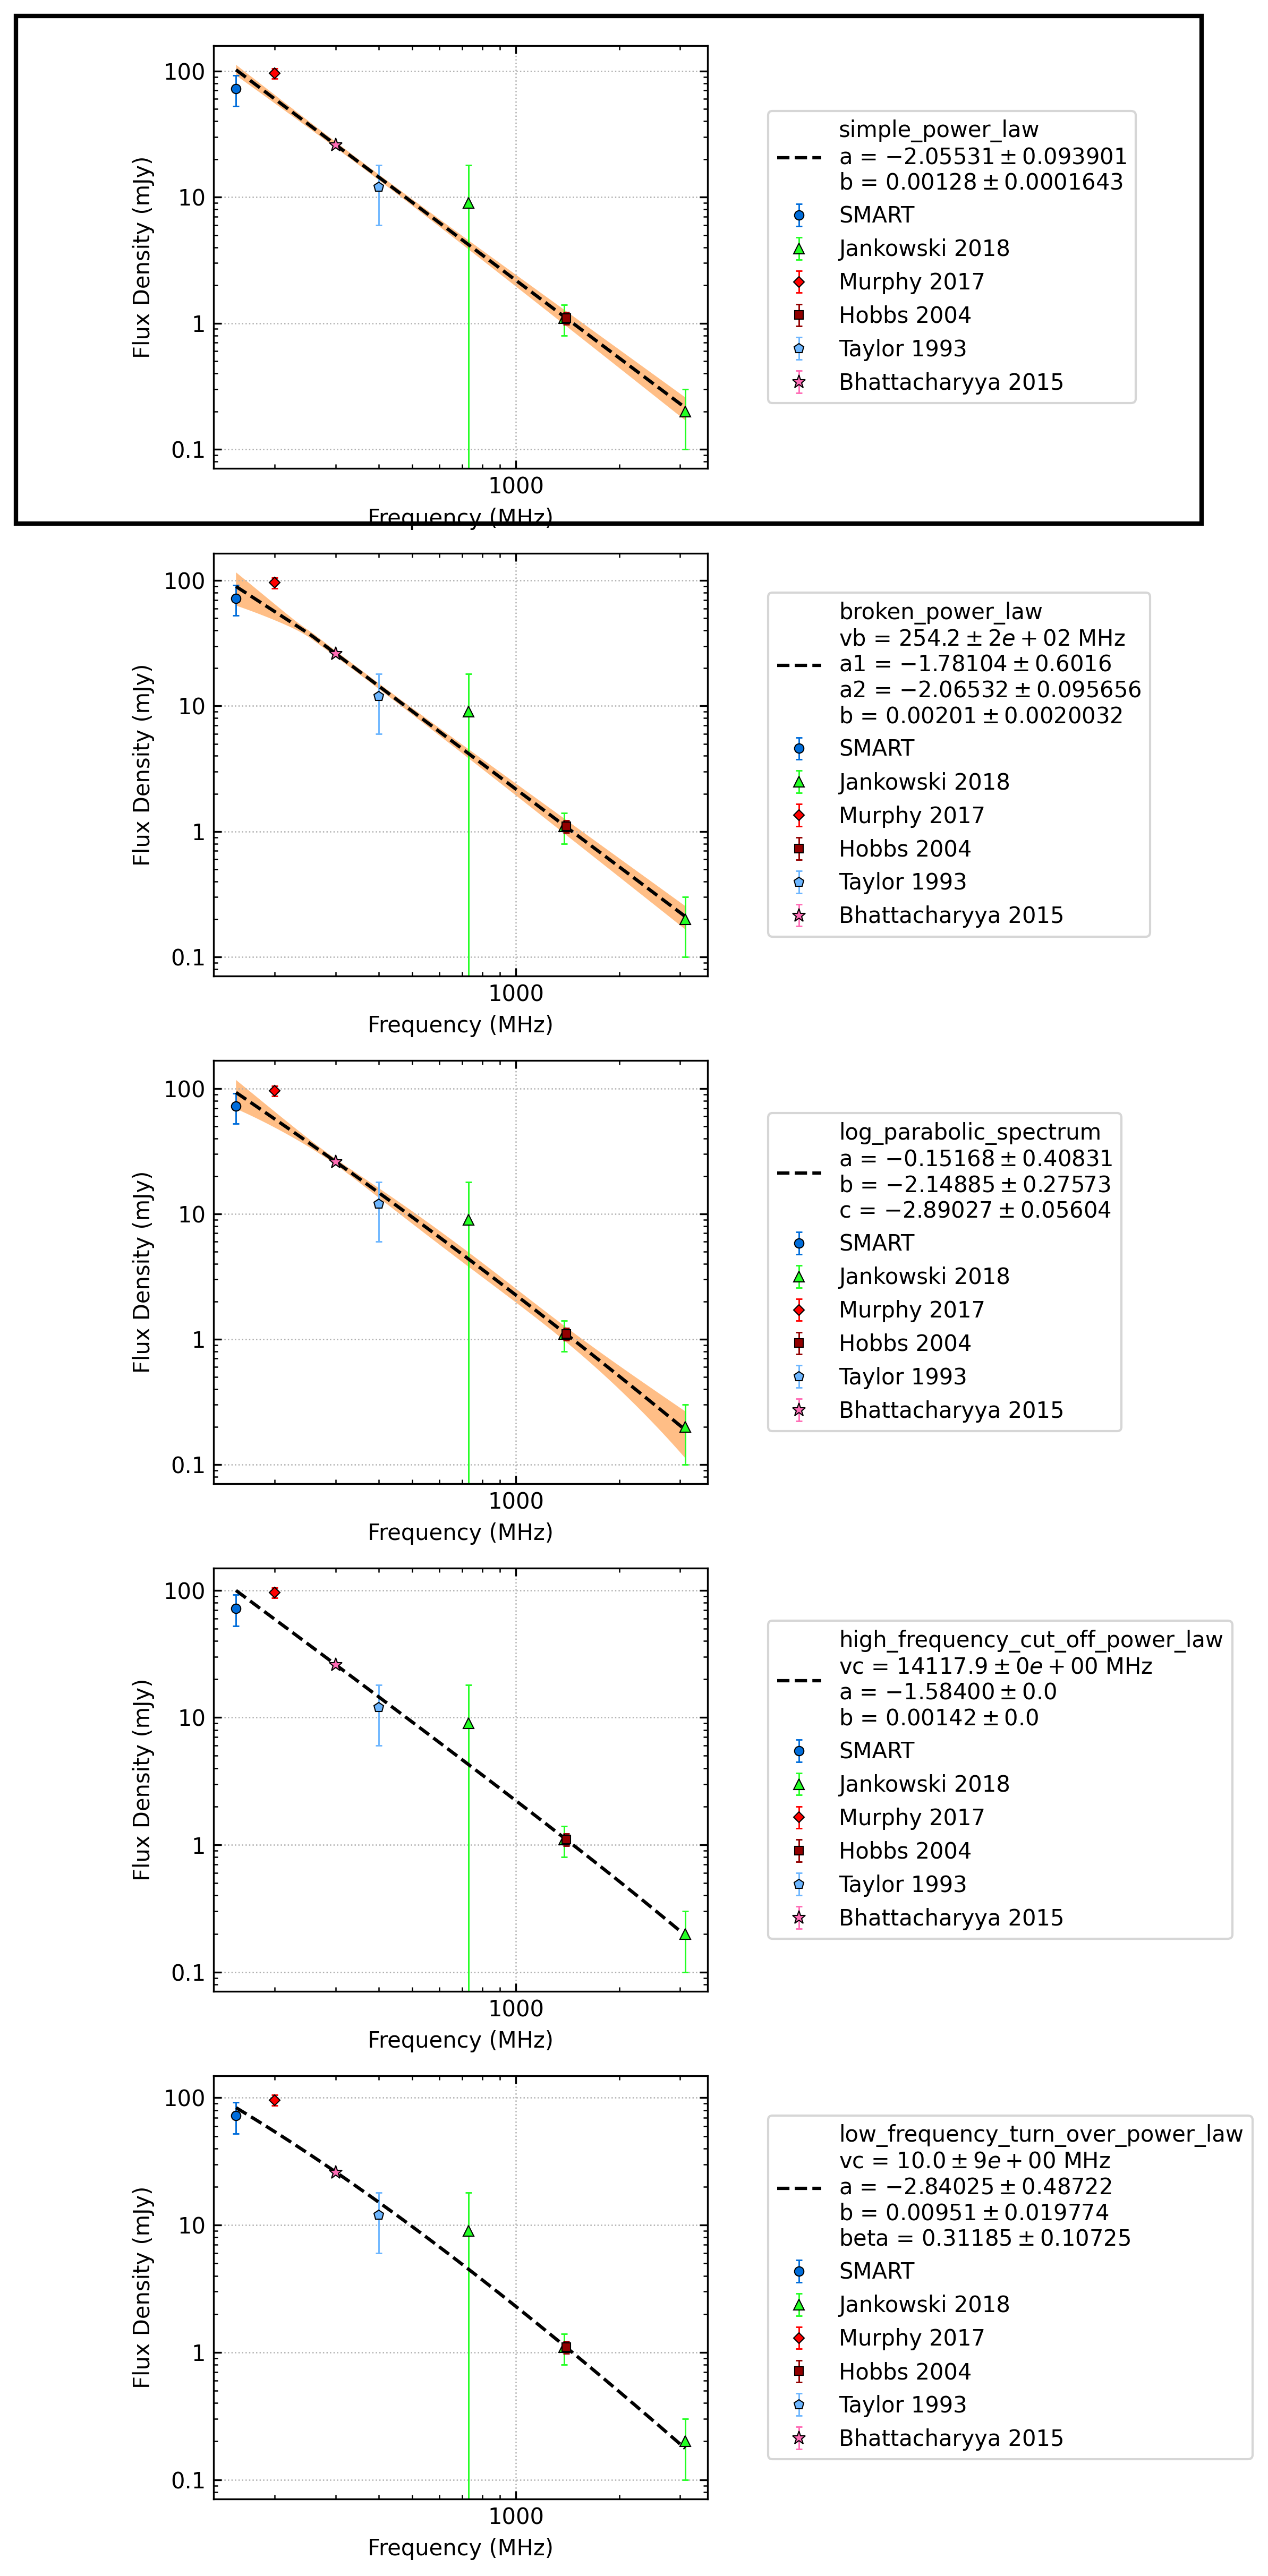 100
10
1
0.1
Flux Density (mJy)
1000
Frequency (MHz)
simple_power_law
a = −2.05531 ± 0.093901
b = 0.00128 ± 0.0001643
SMART
Jankowski 2018
Murphy 2017
Hobbs 2004
Taylor 1993
Bhattacharyya 2015
100
10
1
0.1
Flux Density (mJy)
1000
Frequency (MHz)
broken_power_law
vb = 254.2 ± 2e + 02 MHz
a1 = −1.78104 ± 0.6016
a2 = −2.06532 ± 0.095656
b = 0.00201 ± 0.0020032
SMART
Jankowski 2018
Murphy 2017
Hobbs 2004
Taylor 1993
Bhattacharyya 2015
100
10
1
0.1
Flux Density (mJy)
1000
Frequency (MHz)
log_parabolic_spectrum
a = −0.15168 ± 0.40831
b = −2.14885 ± 0.27573
c = −2.89027 ± 0.05604
SMART
Jankowski 2018
Murphy 2017
Hobbs 2004
Taylor 1993
Bhattacharyya 2015
100
10
1
0.1
Flux Density (mJy)
1000
Frequency (MHz)
high_frequency_cut_off_power_law
vc = 14117.9 ± 0e + 00 MHz
a = −1.58400 ± 0.0
b = 0.00142 ± 0.0
SMART
Jankowski 2018
Murphy 2017
Hobbs 2004
Taylor 1993
Bhattacharyya 2015
100
10
1
0.1
Flux Density (mJy)
1000
Frequency (MHz)
low_frequency_turn_over_power_law
vc = 10.0 ± 9e + 00 MHz
a = −2.84025 ± 0.48722
b = 0.00951 ± 0.019774
beta = 0.31185 ± 0.10725
SMART
Jankowski 2018
Murphy 2017
Hobbs 2004
Taylor 1993
Bhattacharyya 2015